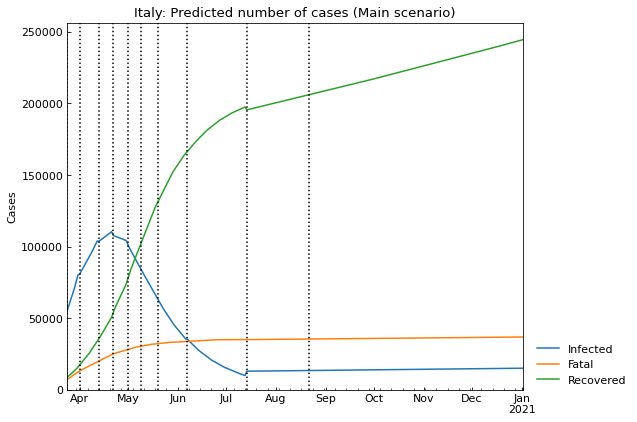 Italy: Predicted number of cases (Main scenario)
250000
200000
150000
100000
50000
0
Cases
Apr May Jun Jul Aug Sep Oct Nov Dec Jan
2021
Infected
Fatal
Recovered